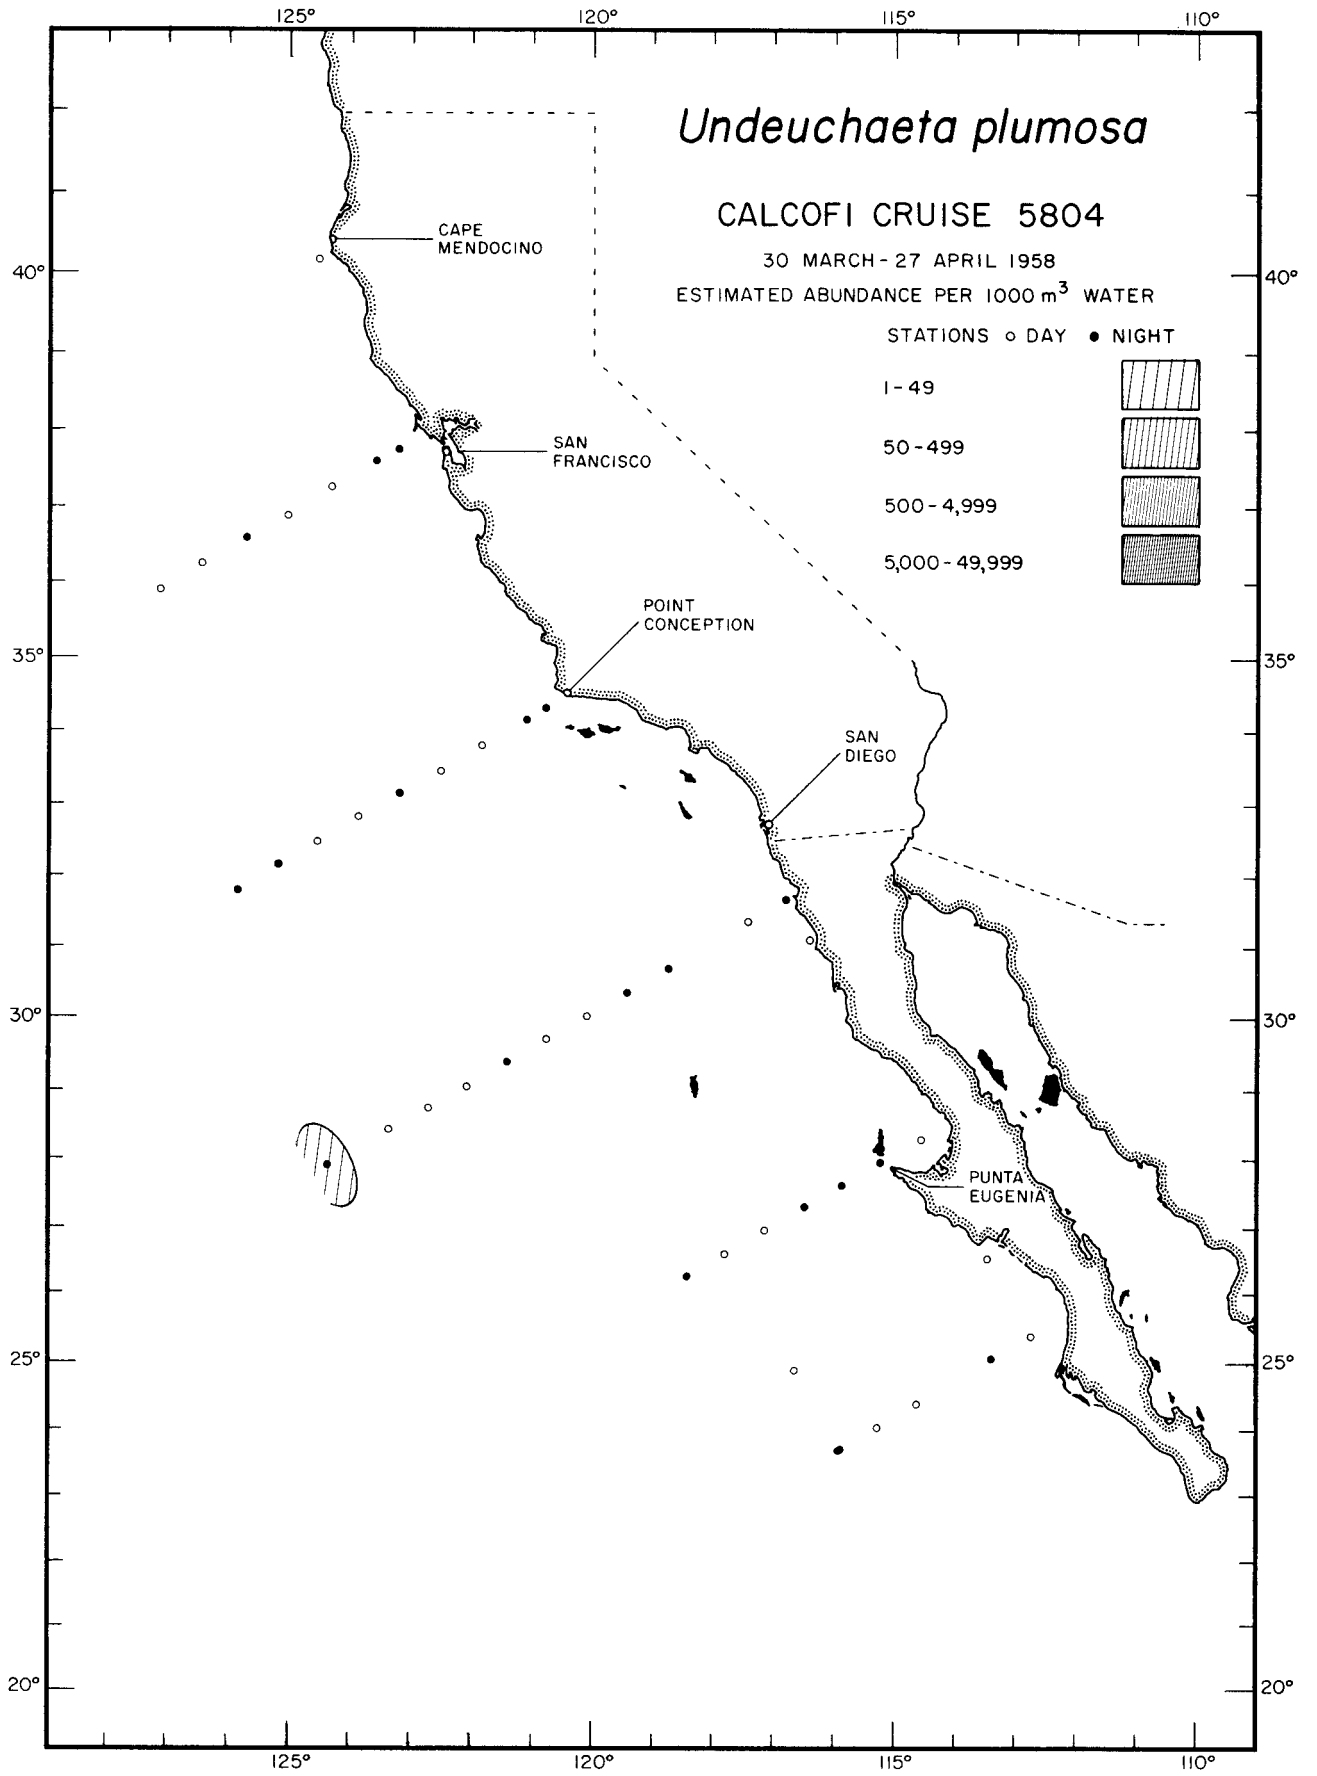 125° 120° 115° 110°
Undeuchaeta plumosa
CALCOFI CRUISE 5804
30 MARCH - 27 APRIL 1958
ESTIMATED ABUNDANCE PER 1000 m³ WATER
STATIONS ○ DAY ● NIGHT
1 - 49
50 - 499
500 - 4,999
5,000 - 49,999
CAPE
MENDOCINO
40° 40°
SAN
FRANCISCO
POINT
CONCEPTION
35° 35°
SAN
DIEGO
30° 30°
PUNTA
EUGENIA
25° 25°
20° 20°
125° 120° 115° 110°